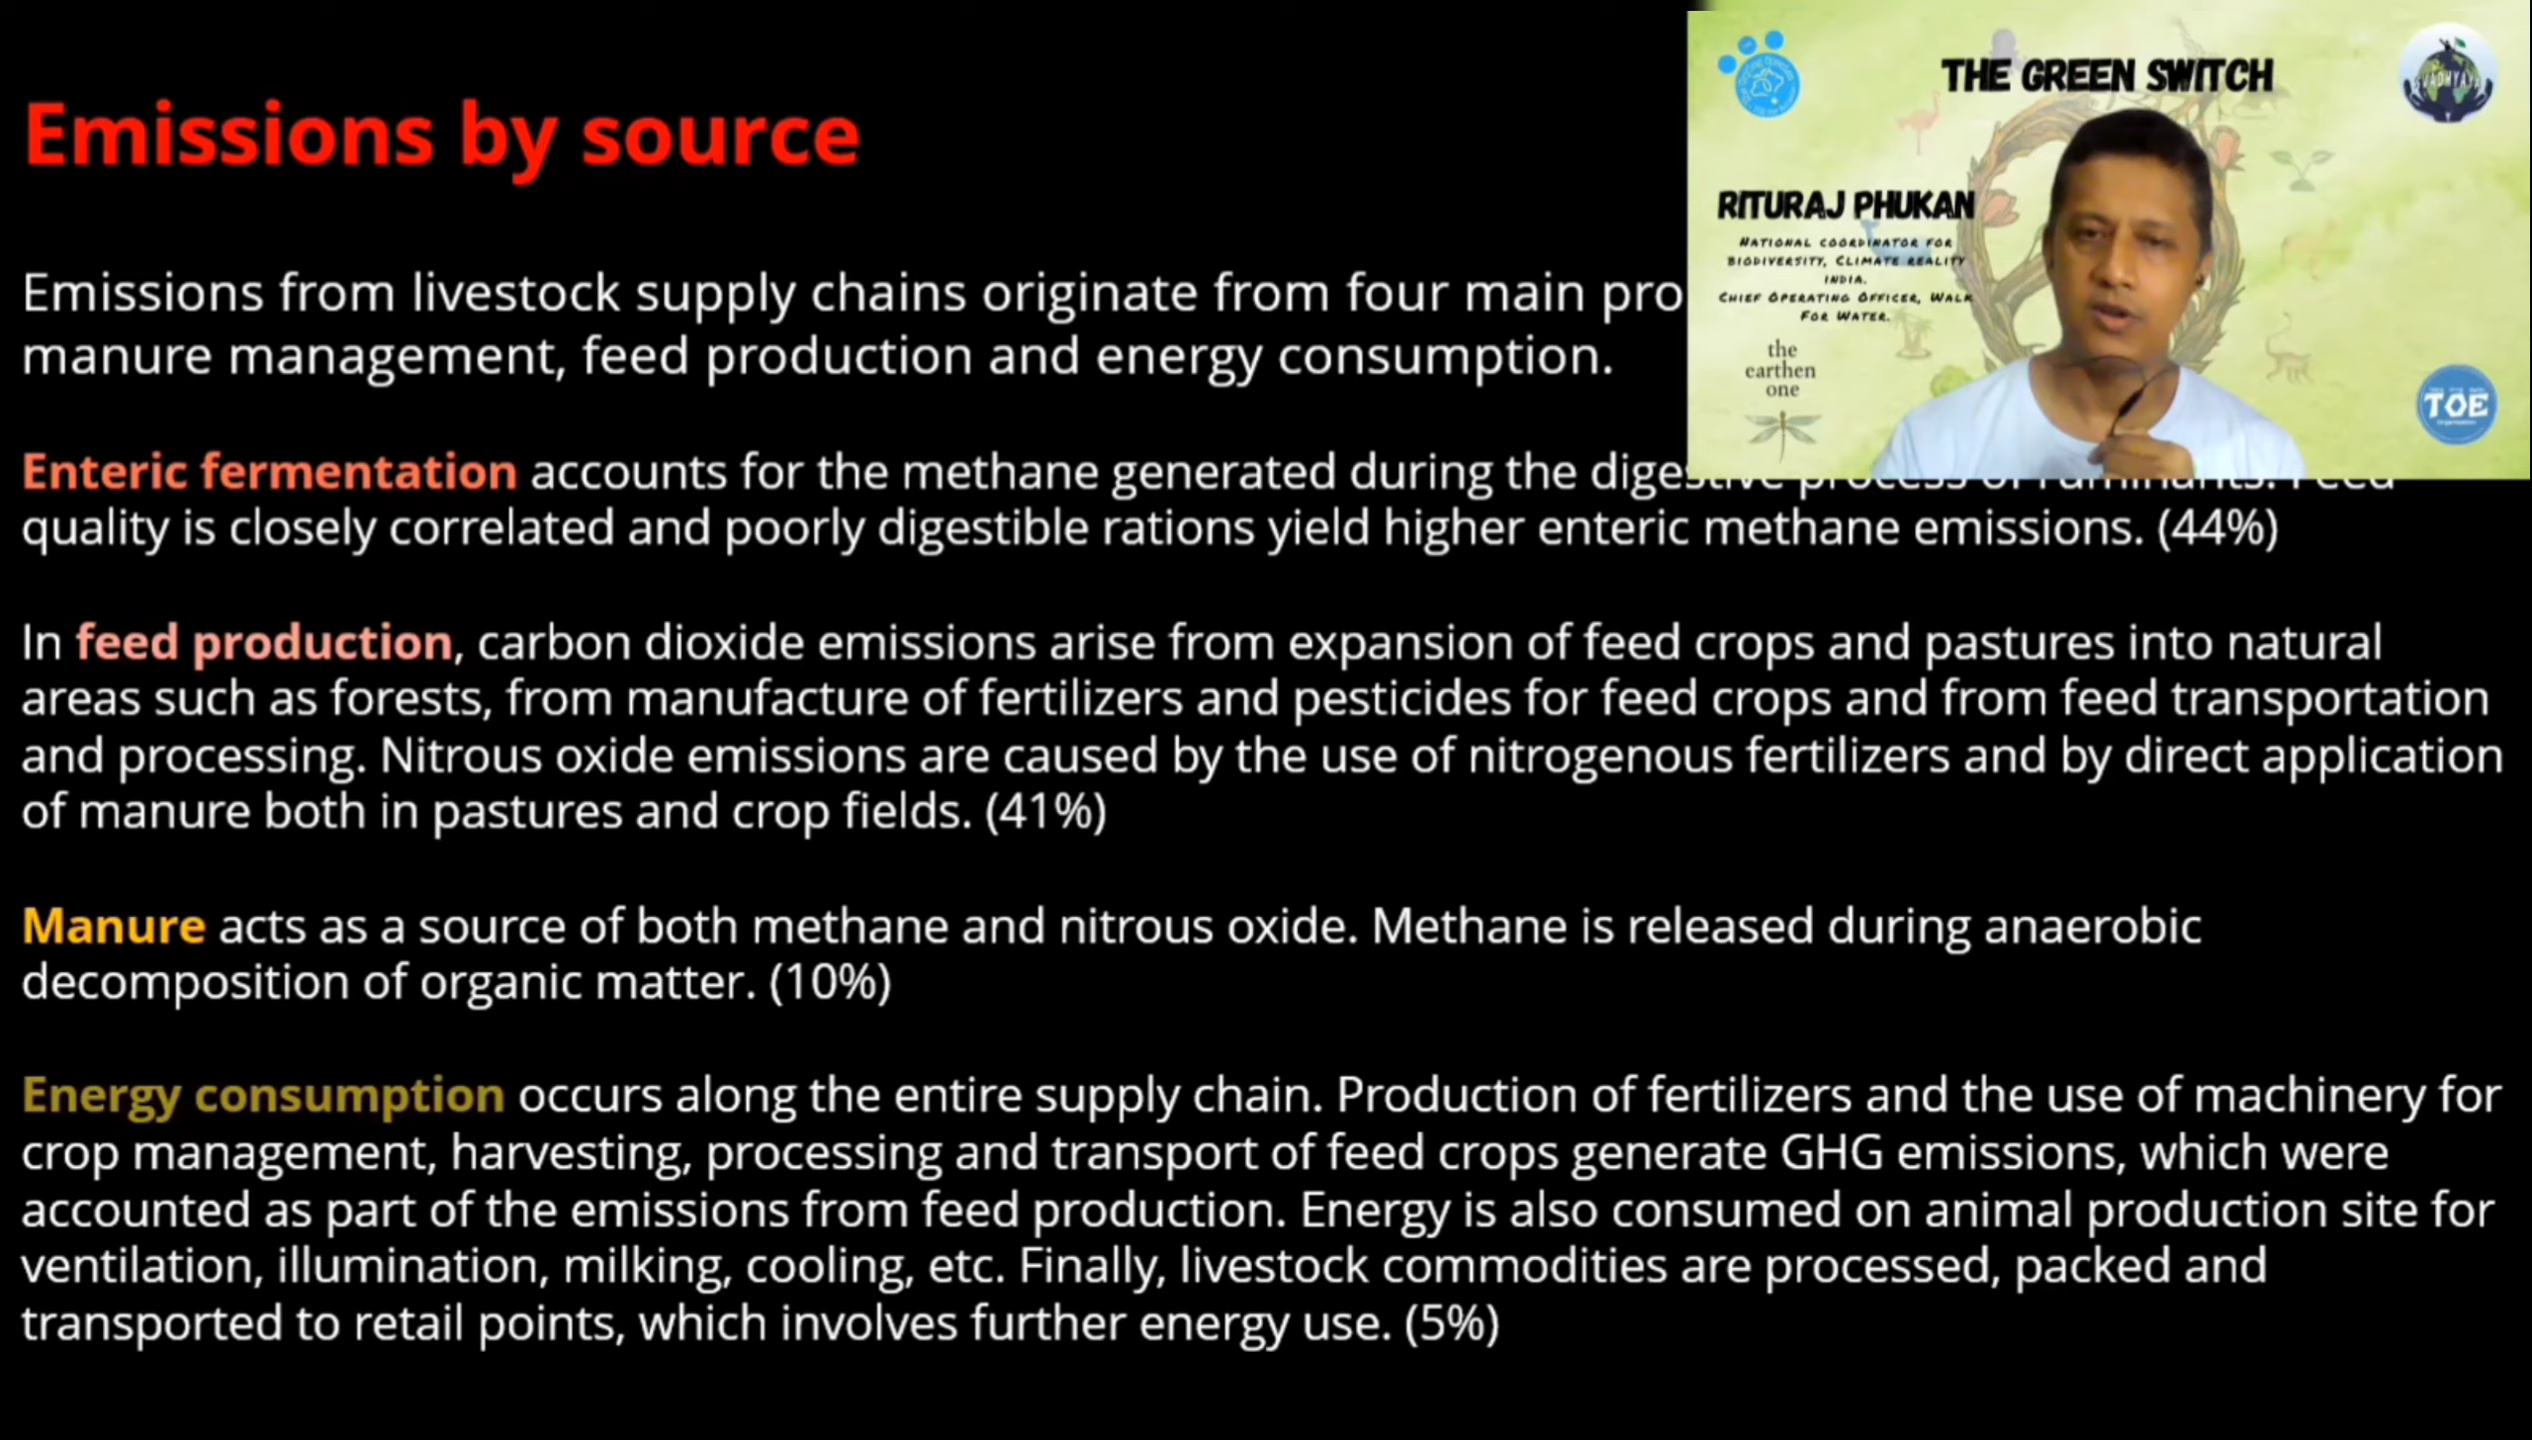 Emissions by source
Emissions from livestock supply chains originate from four main pro
manure management, feed production and energy consumption.
Enteric fermentation accounts for the methane generated during the digestive process of ruminants. Feed
quality is closely correlated and poorly digestible rations yield higher enteric methane emissions. (44%)
In feed production, carbon dioxide emissions arise from expansion of feed crops and pastures into natural
areas such as forests, from manufacture of fertilizers and pesticides for feed crops and from feed transportation
and processing. Nitrous oxide emissions are caused by the use of nitrogenous fertilizers and by direct application
of manure both in pastures and crop fields. (41%)
Manure acts as a source of both methane and nitrous oxide. Methane is released during anaerobic
decomposition of organic matter. (10%)
Energy consumption occurs along the entire supply chain. Production of fertilizers and the use of machinery for
crop management, harvesting, processing and transport of feed crops generate GHG emissions, which were
accounted as part of the emissions from feed production. Energy is also consumed on animal production site for
ventilation, illumination, milking, cooling, etc. Finally, livestock commodities are processed, packed and
transported to retail points, which involves further energy use. (5%)
THE GREEN SWITCH
RITURAJ PHUKAN
NATIONAL COORDINATOR FOR
BIODIVERSITY, CLIMATE REALITY
INDIA.
CHIEF OPERATING OFFICER, WALK
FOR WATER.
the
earthen
one
TOE